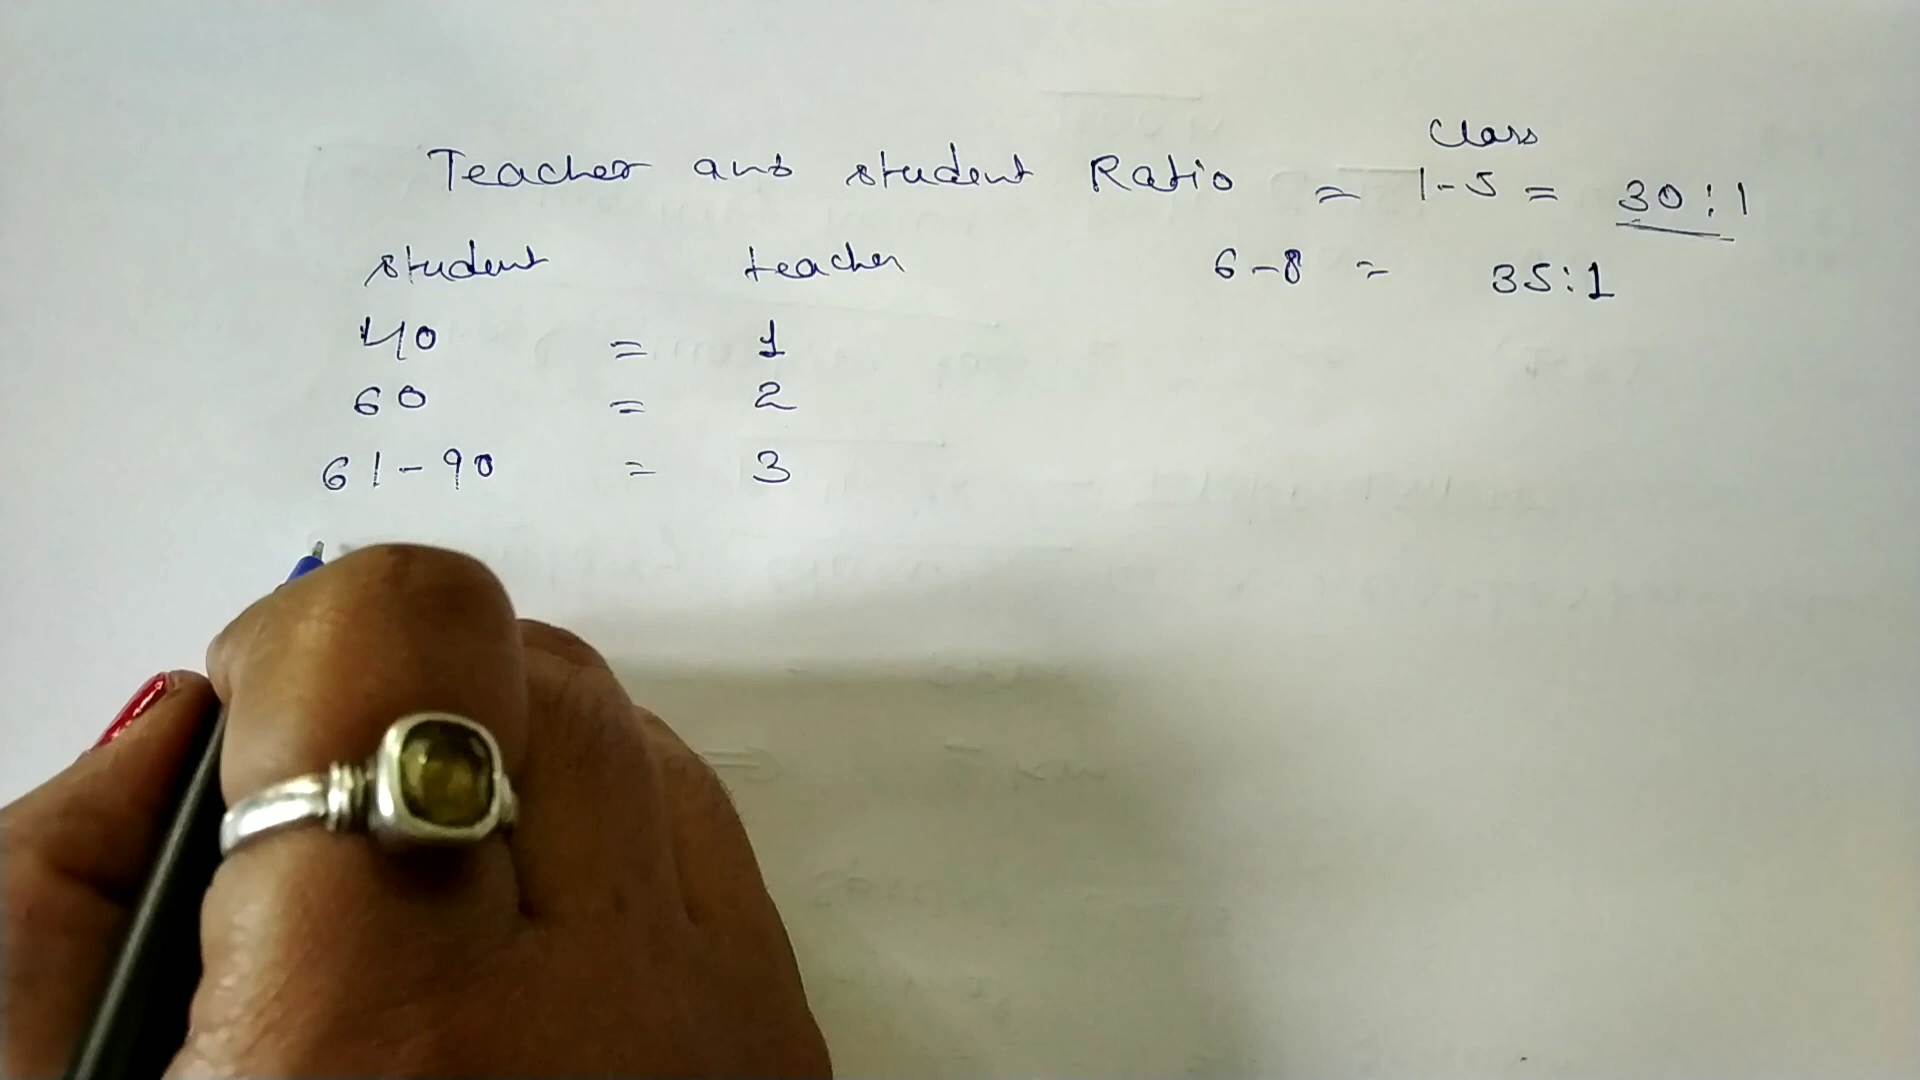 Class
Teacher and student Ratio = 1-5 = 30:1
student teacher 6-8 = 35:1
40 = 1
60 = 2
61-90 = 3